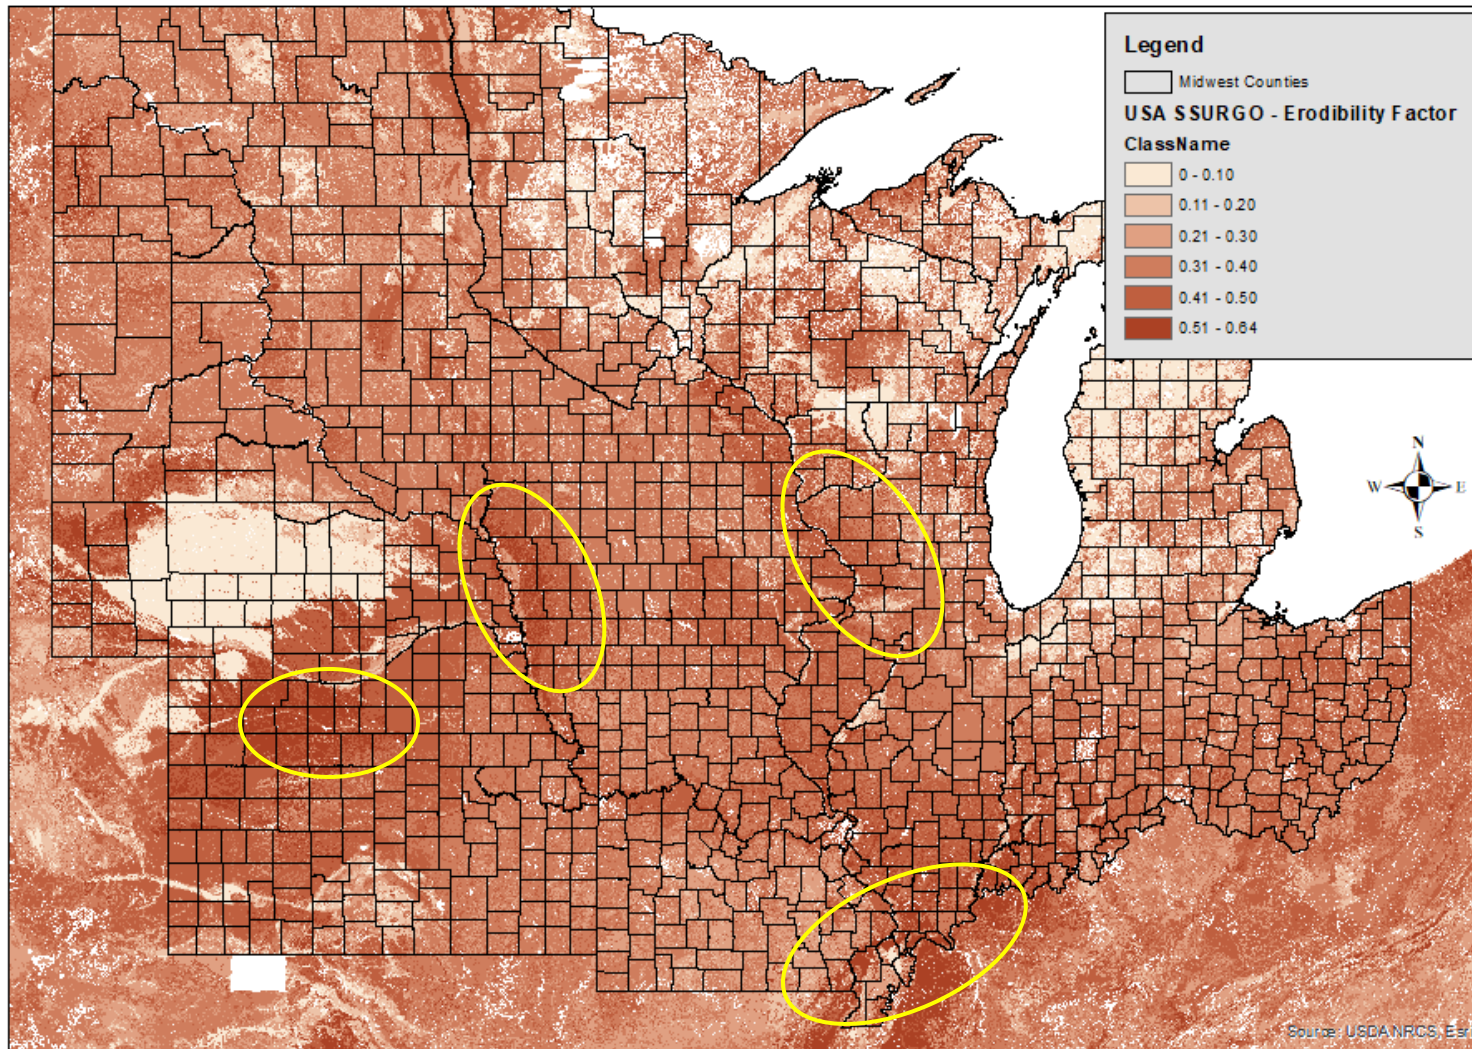 Legend
Midwest Counties
USA SSURGO - Erodibility Factor
ClassName
0 - 0.10
0.11 - 0.20
0.21 - 0.30
0.31 - 0.40
0.41 - 0.50
0.51 - 0.64
N
W E
S
Source: USDA NRCS, Esri